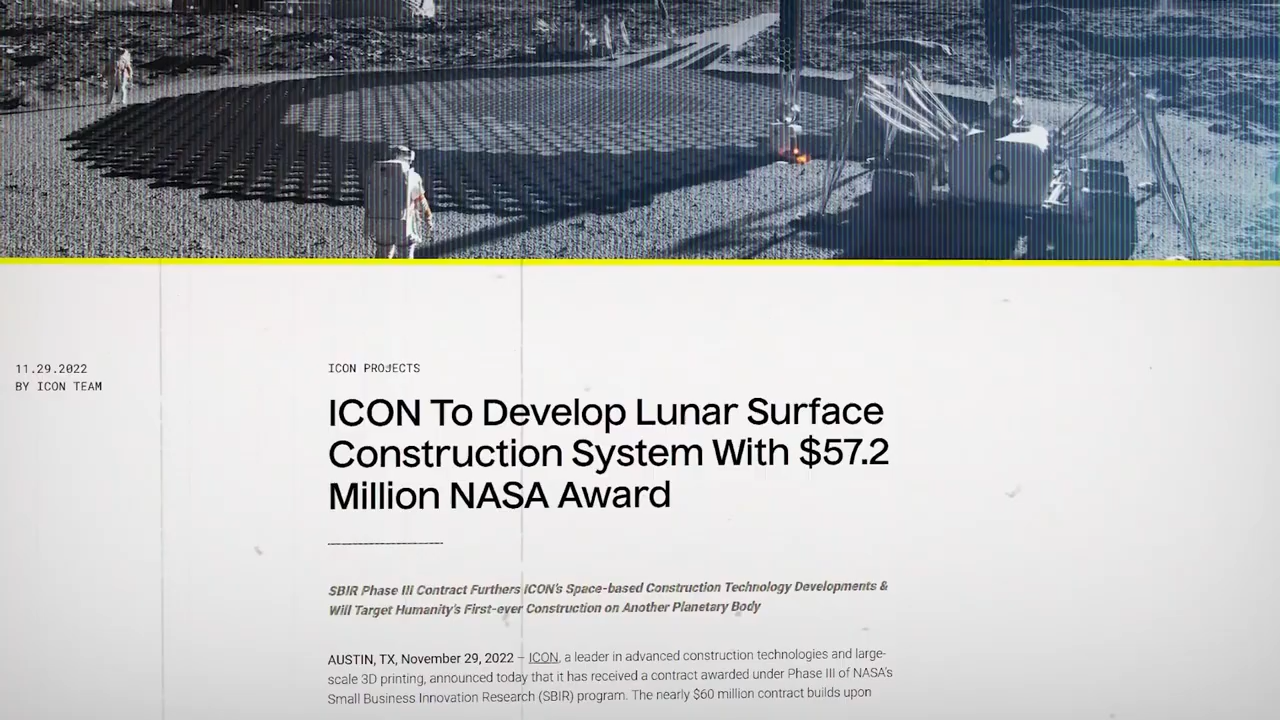 11.29.2022
BY ICON TEAM
ICON PROJECTS
ICON To Develop Lunar Surface
Construction System With $57.2
Million NASA Award
SBIR Phase III Contract Furthers ICON's Space-based Construction Technology Developments &
Will Target Humanity's First-ever Construction on Another Planetary Body
AUSTIN, TX, November 29, 2022 – ICON, a leader in advanced construction technologies and large-
scale 3D printing, announced today that it has received a contract awarded under Phase III of NASA's
Small Business Innovation Research (SBIR) program. The nearly $60 million contract builds upon